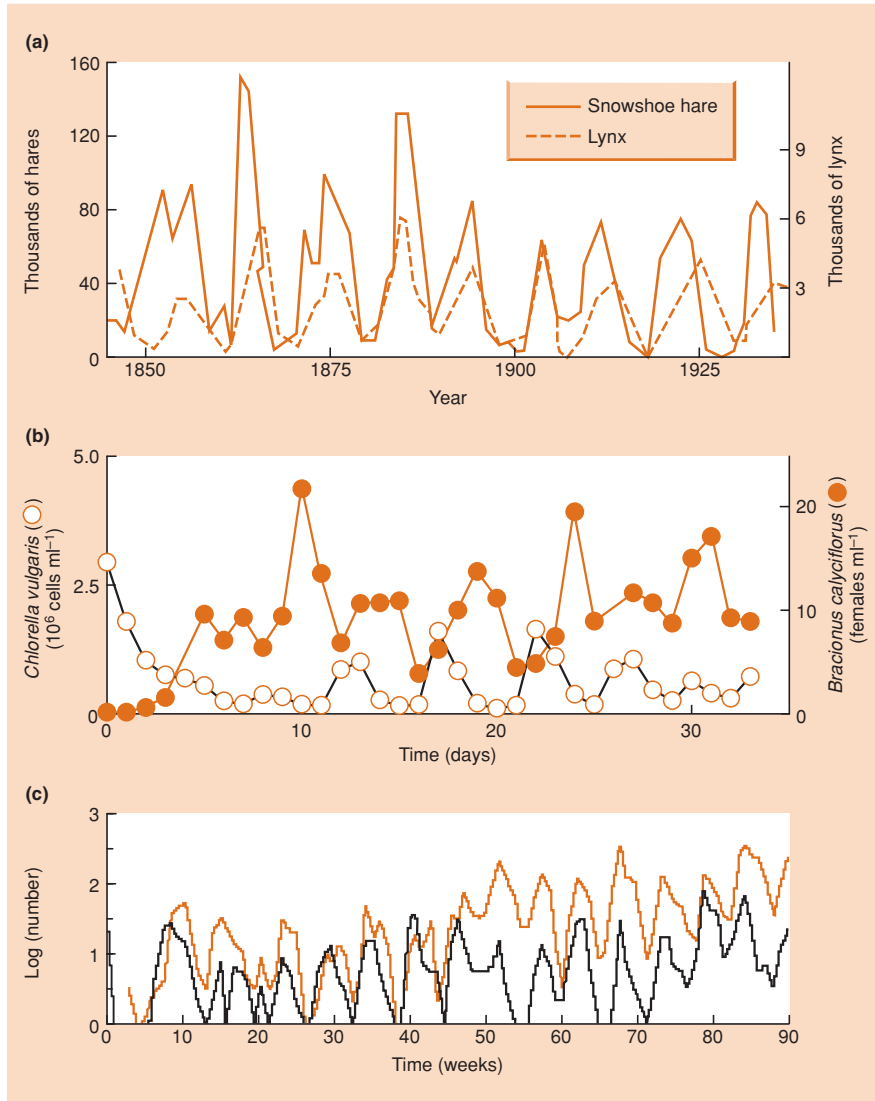 (a)
160
120
80
40
0
Thousands of hares
Snowshoe hare
Lynx
9
6
3
Thousands of lynx
1850
1875
1900
1925
Year
(b)
5.0
2.5
0
Chlorella vulgaris ( )
(10⁶ cells ml⁻¹)
20
10
0
Bracionus calyciflorus ( )
(females ml⁻¹)
0
10
20
30
Time (days)
(c)
3
2
1
0
Log (number)
0
10
20
30
40
50
60
70
80
90
Time (weeks)